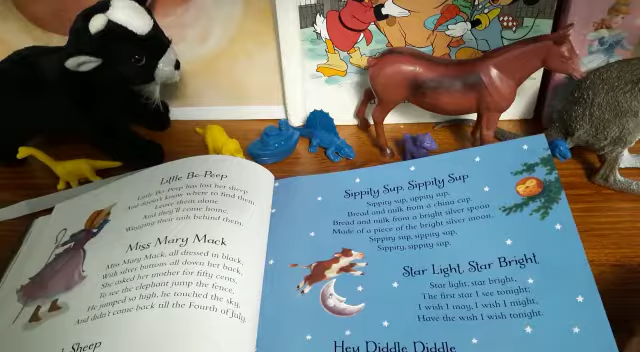 Little Bo-Peep
Little Bo-Peep has lost her sheep
And doesn't know where to find them.
Leave them alone
And they'll come home,
Wagging their tails behind them.
Miss Mary Mack
Miss Mary Mack, all dressed in black,
With silver buttons all down her back,
She asked her mother for fifty cents,
To see the elephant jump the fence,
He jumped so high, he touched the sky,
And didn't come back till the Fourth of July.
Sheep
Sippity Sup, Sippity Sup
Sippity sup, sippity sup,
Bread and milk from a china cup.
Bread and milk from a bright silver spoon
Made of a piece of the bright silver moon.
Sippity sup, sippity sup,
Sippity, sippity sup.
Star Light, Star Bright
Star light, star bright,
The first star I see tonight;
I wish I may, I wish I might,
Have the wish I wish tonight.
Hey Diddle Diddle